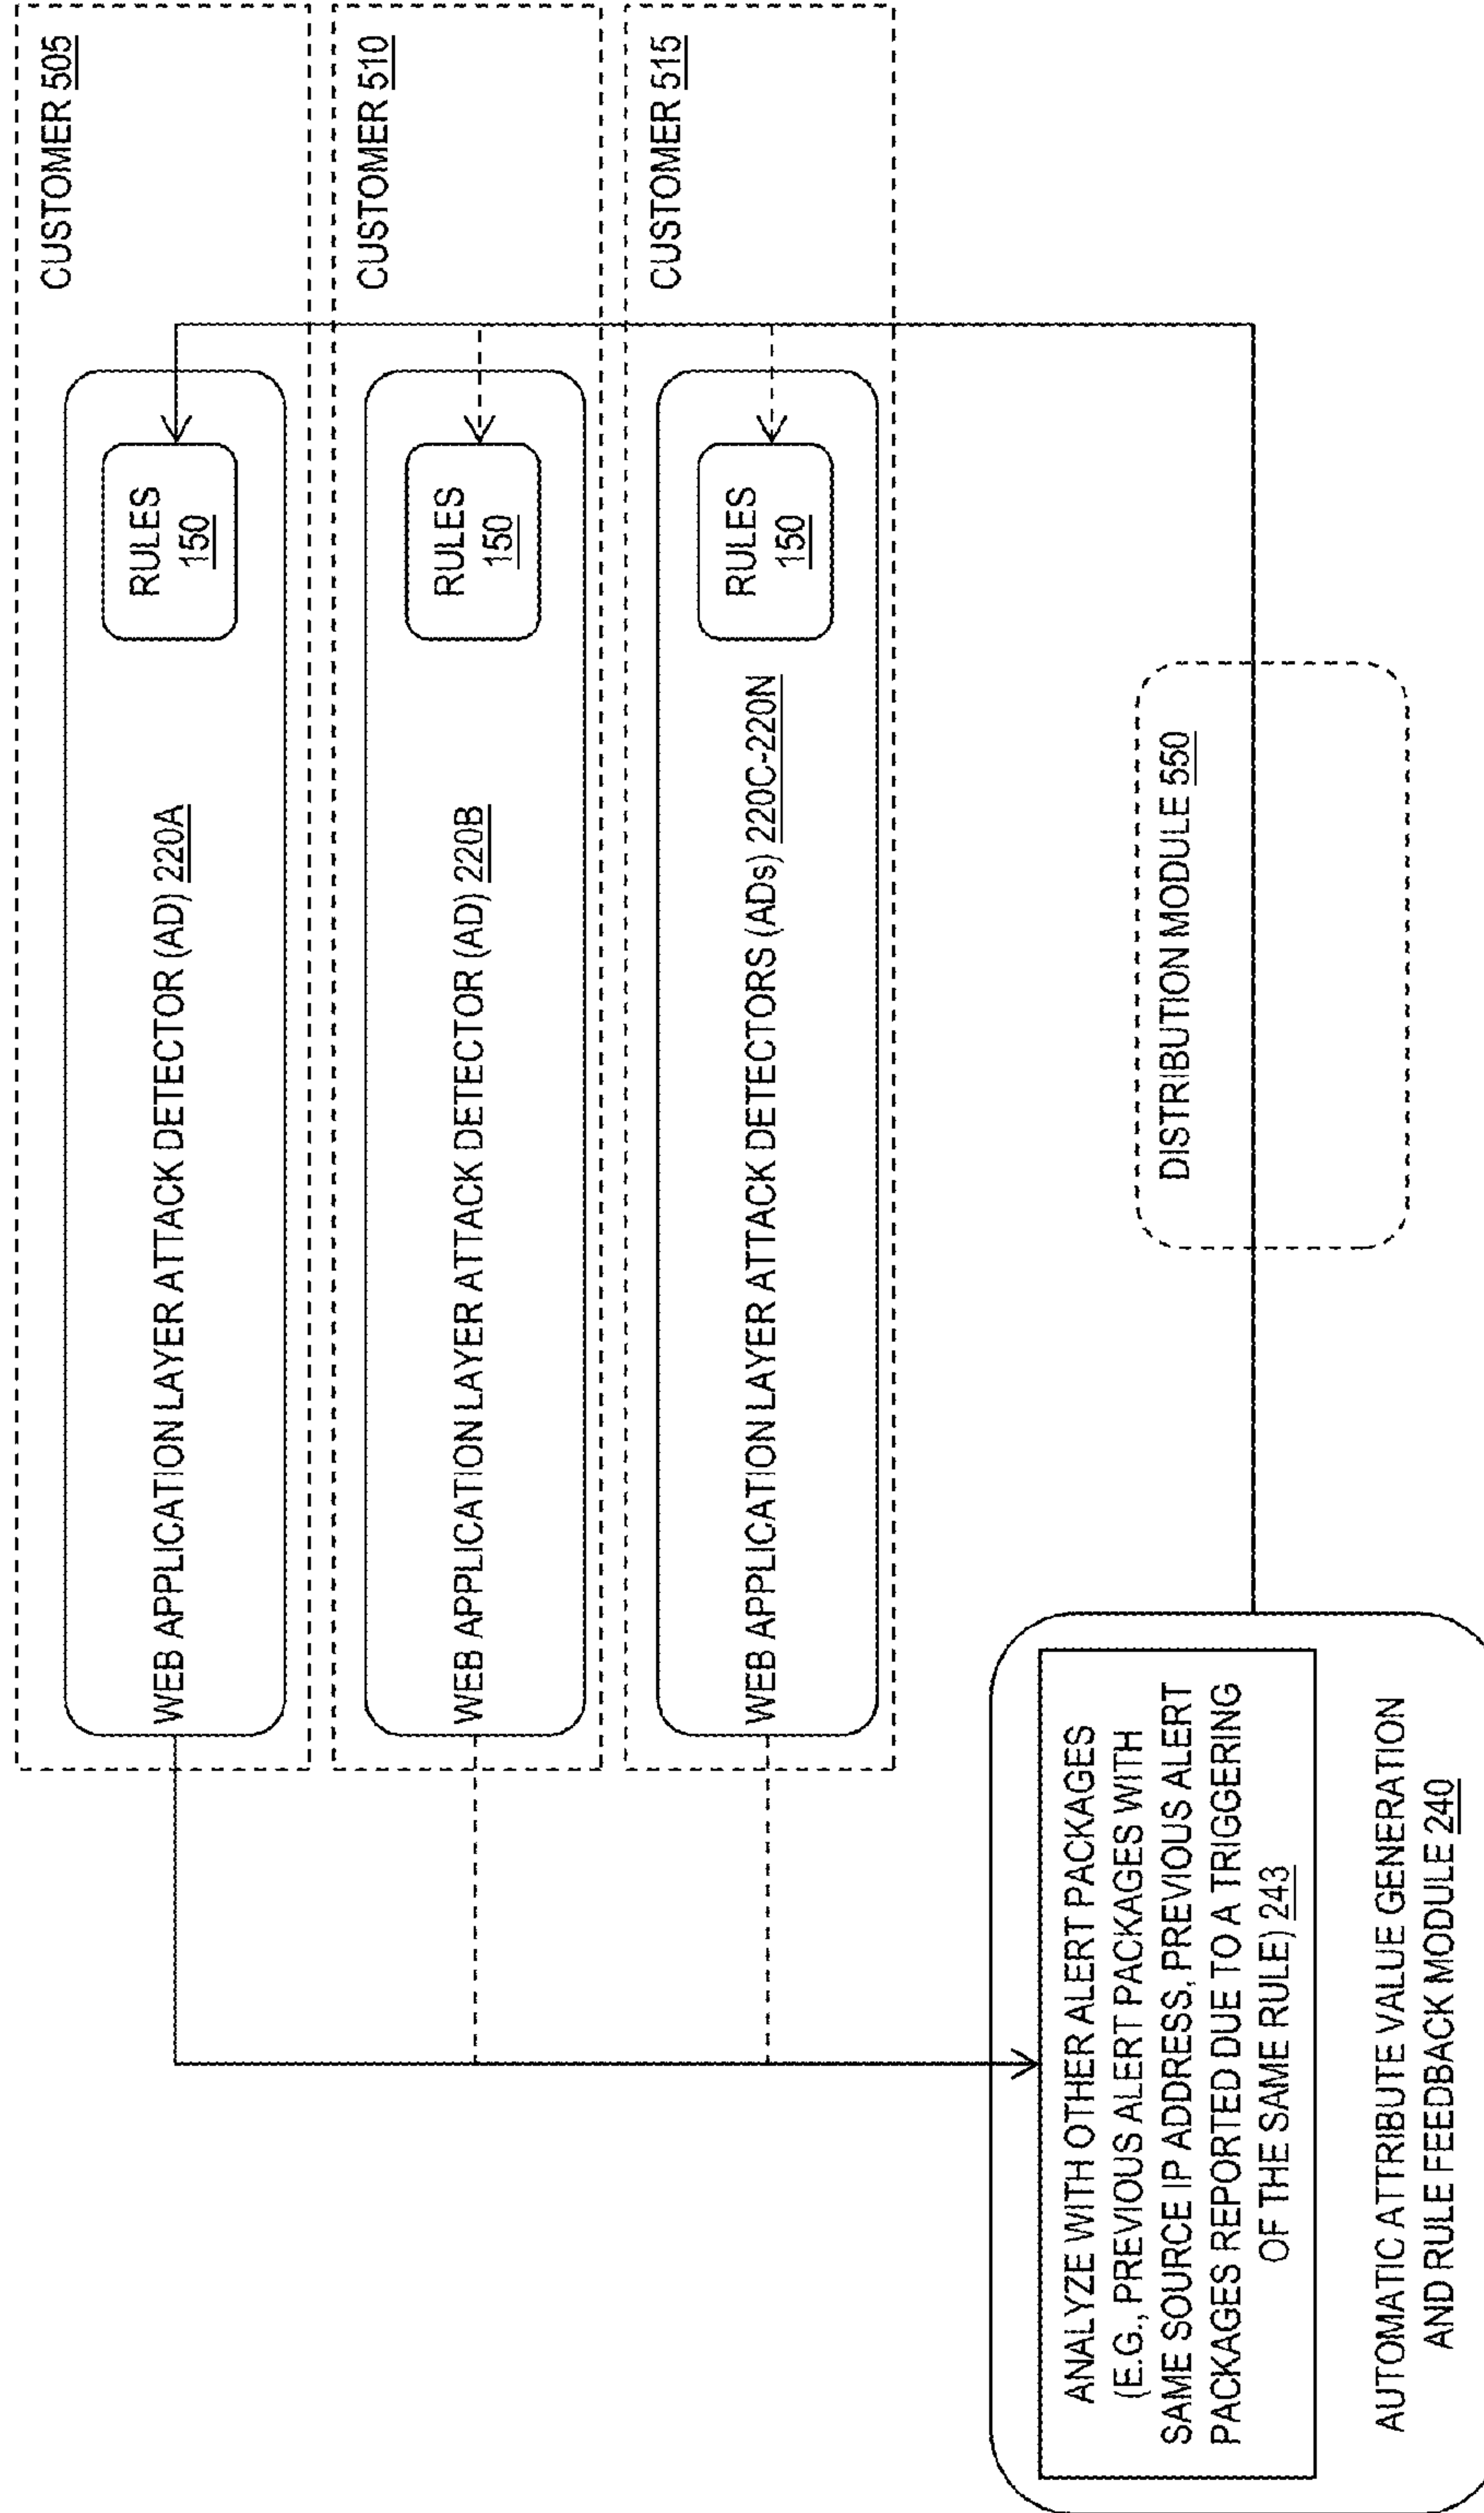 CUSTOMER 505
WEB APPLICATION LAYER ATTACK DETECTOR (AD) 220A
RULES
150
CUSTOMER 510
WEB APPLICATION LAYER ATTACK DETECTOR (AD) 220B
RULES
150
CUSTOMER 515
WEB APPLICATION LAYER ATTACK DETECTORS (ADs) 220C-220N
RULES
150
DISTRIBUTION MODULE 550
ANALYZE WITH OTHER ALERT PACKAGES
(E.G., PREVIOUS ALERT PACKAGES WITH
SAME SOURCE IP ADDRESS, PREVIOUS ALERT
PACKAGES REPORTED DUE TO A TRIGGERING
OF THE SAME RULE) 243
AUTOMATIC ATTRIBUTE VALUE GENERATION
AND RULE FEEDBACK MODULE 240